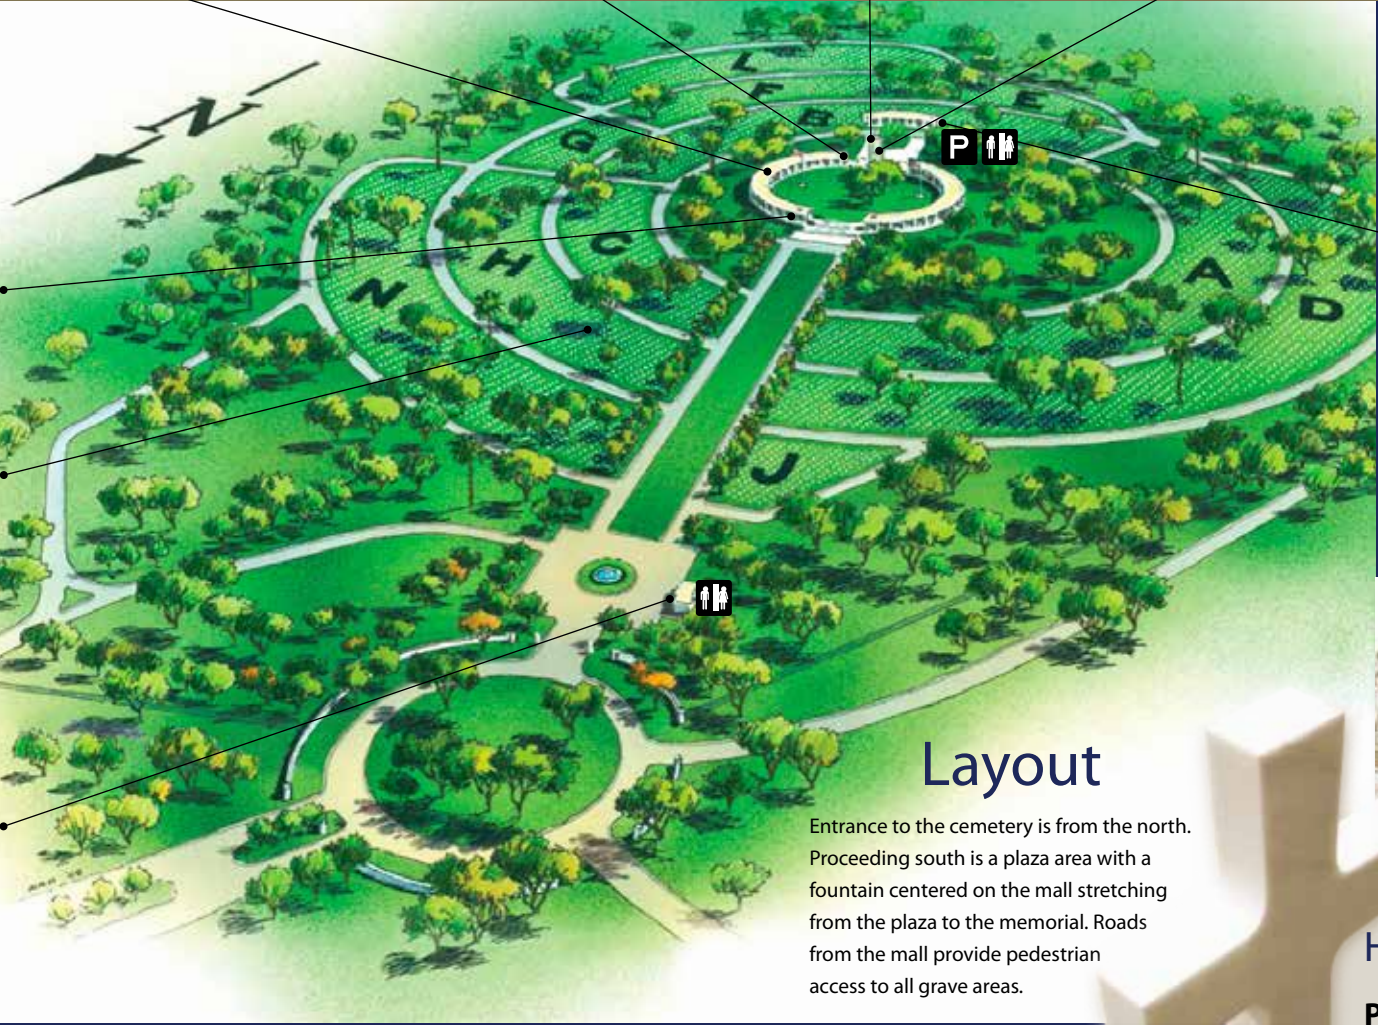 N
L
F
B
E
G
P
C
H
A
N
D
J
Layout
Entrance to the cemetery is from the north.
Proceeding south is a plaza area with a
fountain centered on the mall stretching
from the plaza to the memorial. Roads
from the mall provide pedestrian
access to all grave areas.
H
P